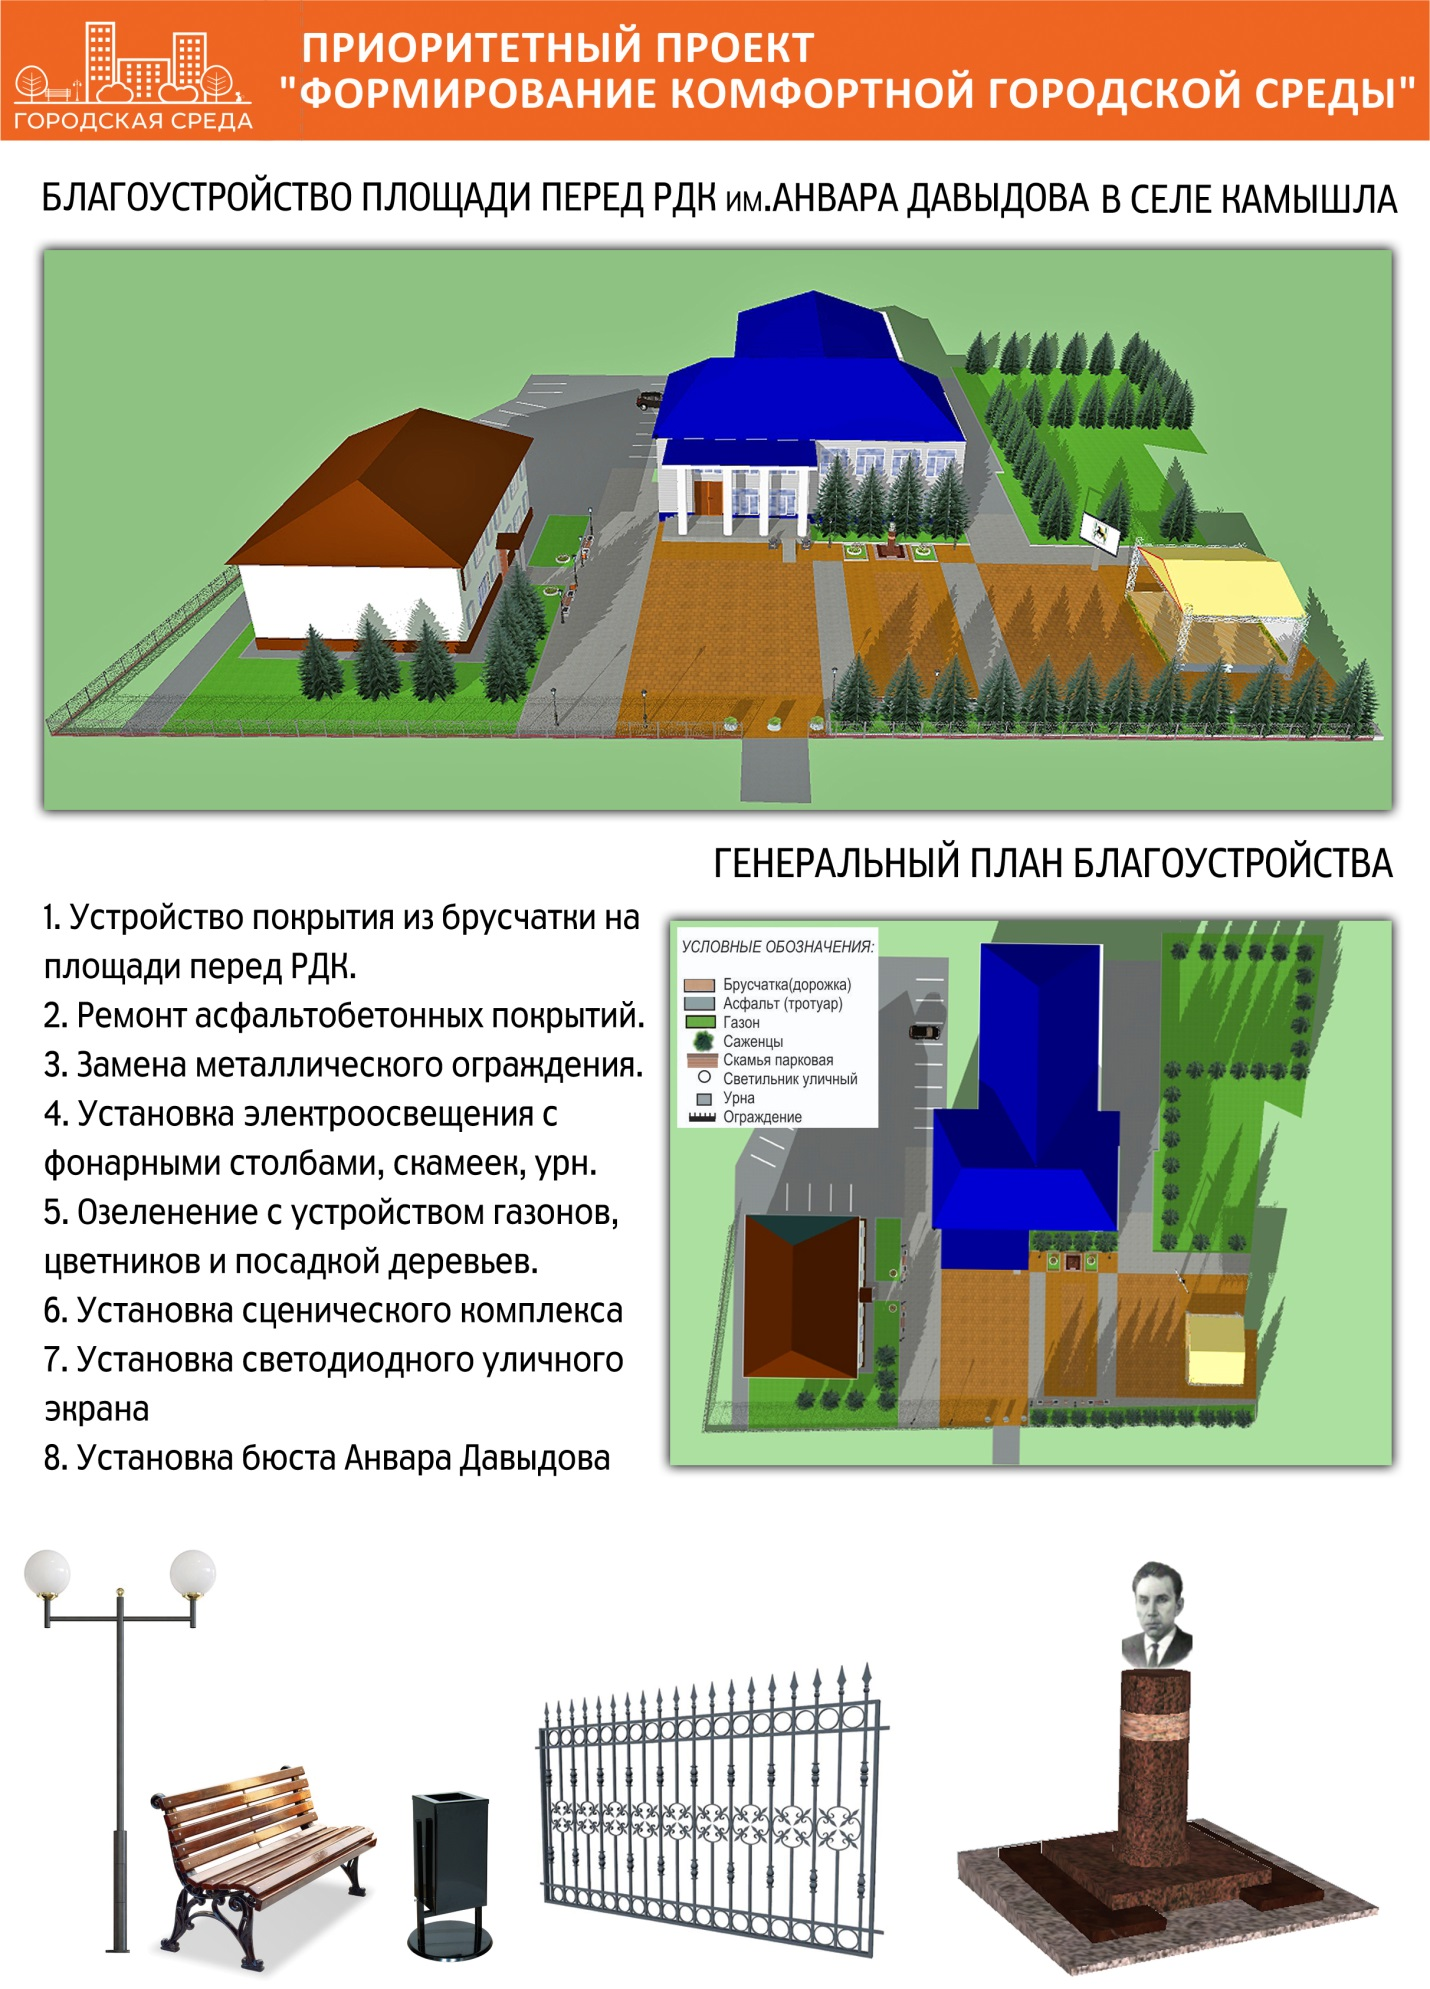 ПРИОРИТЕТНЫЙ ПРОЕКТ
"ФОРМИРОВАНИЕ КОМФОРТНОЙ ГОРОДСКОЙ СРЕДЫ"
ГОРОДСКАЯ СРЕДА
БЛАГОУСТРОЙСТВО ПЛОЩАДИ ПЕРЕД РДК им.АНВАРА ДАВЫДОВА В СЕЛЕ КАМЫШЛА
ГЕНЕРАЛЬНЫЙ ПЛАН БЛАГОУСТРОЙСТВА
1. Устройство покрытия из брусчатки на
площади перед РДК.
2. Ремонт асфальтобетонных покрытий.
3. Замена металлического ограждения.
4. Установка электроосвещения с
фонарными столбами, скамеек, урн.
5. Озеленение с устройством газонов,
цветников и посадкой деревьев.
6. Установка сценического комплекса
7. Установка светодиодного уличного
экрана
8. Установка бюста Анвара Давыдова
УСЛОВНЫЕ ОБОЗНАЧЕНИЯ:
Брусчатка(дорожка)
Асфальт (тротуар)
Газон
Саженцы
Скамья парковая
Светильник уличный
Урна
Ограждение